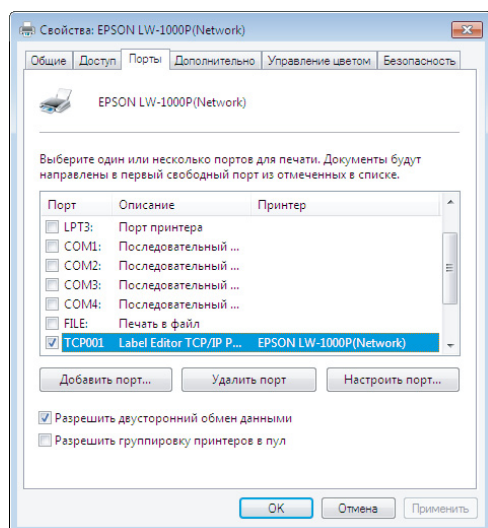 Свойства: EPSON LW-1000P(Network)
Общие Доступ Порты Дополнительно Управление цветом Безопасность
EPSON LW-1000P(Network)
Выберите один или несколько портов для печати. Документы будут
направлены в первый свободный порт из отмеченных в списке.
Порт Описание Принтер
LPT3: Порт принтера
COM1: Последовательный ...
COM2: Последовательный ...
COM3: Последовательный ...
COM4: Последовательный ...
FILE: Печать в файл
TCP001 Label Editor TCP/IP P... EPSON LW-1000P(Network)
Добавить порт... Удалить порт Настроить порт...
Разрешить двусторонний обмен данными
Разрешить группировку принтеров в пул
OK Отмена Применить